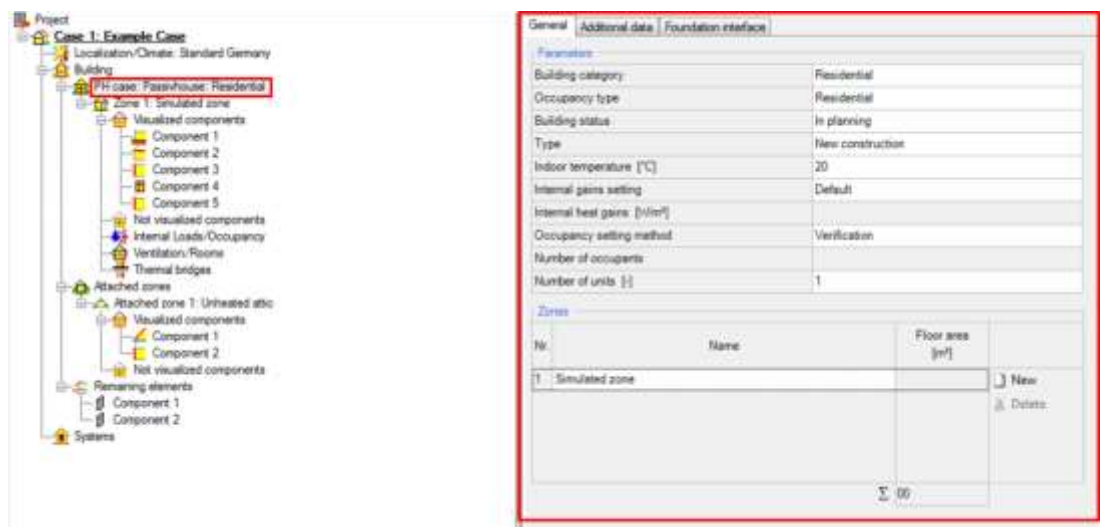 Project
Case 1: Example Case
Localization/Climate: Standard Germany
Building
PH case: Passivhouse: Residential
Zone 1: Simulated zone
Visualized components
Component 1
Component 2
Component 3
Component 4
Component 5
Not visualized components
Internal Loads/Occupancy
Ventilation/Rooms
Thermal bridges
Attached zones
Attached zone 1: Unheated attic
Visualized components
Component 1
Component 2
Not visualized components
Remaining elements
Component 1
Component 2
Systems
General Additional data Foundation interface
Parameters
Building category Residential
Occupancy type Residential
Building status In planning
Type New construction
Indoor temperature [°C] 20
Internal gains setting Default
Internal heat gains [W/m²]
Occupancy setting method Verification
Number of occupants
Number of units [-] 1
Zones
Nr. Name Floor area [m²]
1 Simulated zone
New
Delete
Σ 00